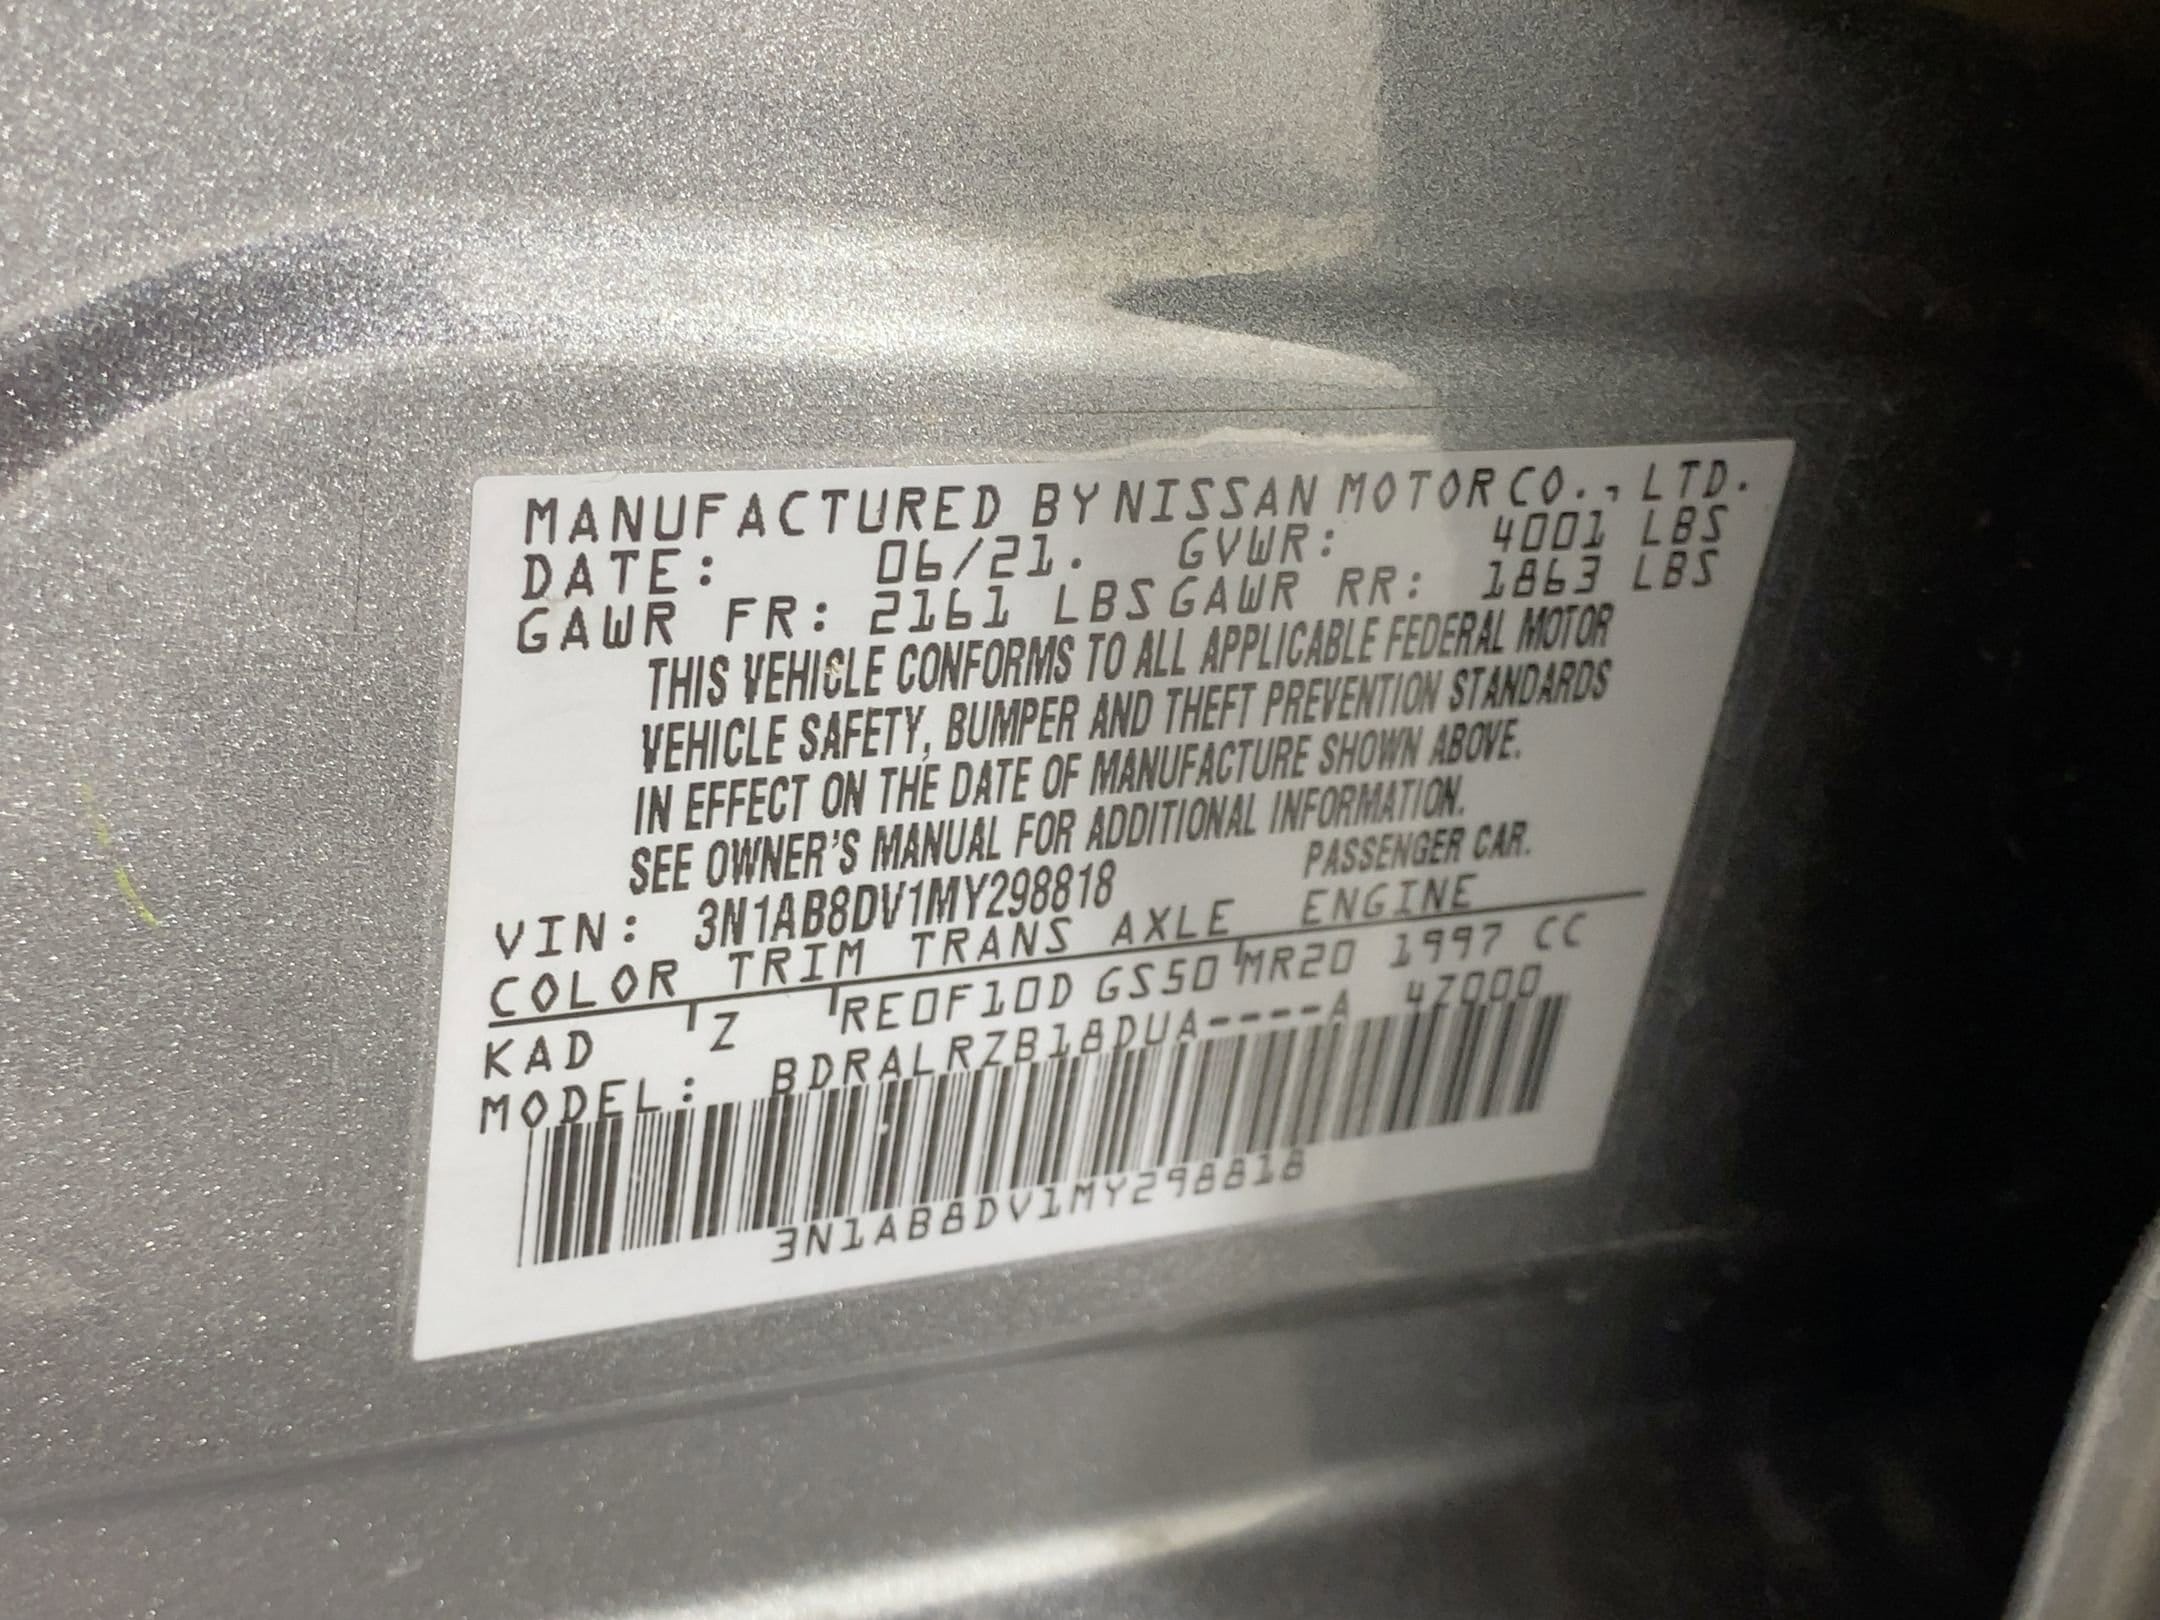 MANUFACTURED BY NISSAN MOTOR CO., LTD.
DATE: 06/21. GVWR: 4001 LBS
GAWR FR: 2161 LBS GAWR RR: 1863 LBS
THIS VEHICLE CONFORMS TO ALL APPLICABLE FEDERAL MOTOR
VEHICLE SAFETY, BUMPER AND THEFT PREVENTION STANDARDS
IN EFFECT ON THE DATE OF MANUFACTURE SHOWN ABOVE.
SEE OWNER'S MANUAL FOR ADDITIONAL INFORMATION.
VIN: 3N1AB8DV1MY298818 PASSENGER CAR.
COLOR TRIM TRANS AXLE ENGINE
KAD Z RE0F10D GS50 MR20 1997 CC
MODEL: BDRALRZB18DUA----A 4Z000
3N1AB8DV1MY298818